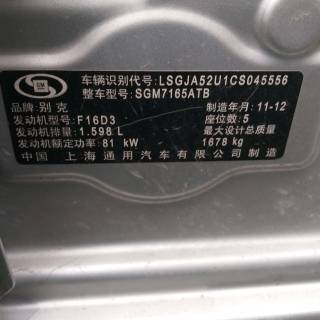 车辆识别代号: LSGJA52U1CS045556
整车型号: SGM7165ATB
品牌: 别克 制造年月: 11-12
发动机型号: F16D3 座位数: 5
发动机排量: 1.598 L 最大设计总质量:
发动机额定功率: 81 kW 1678 kg
中国 上海通用汽车有限公司制造